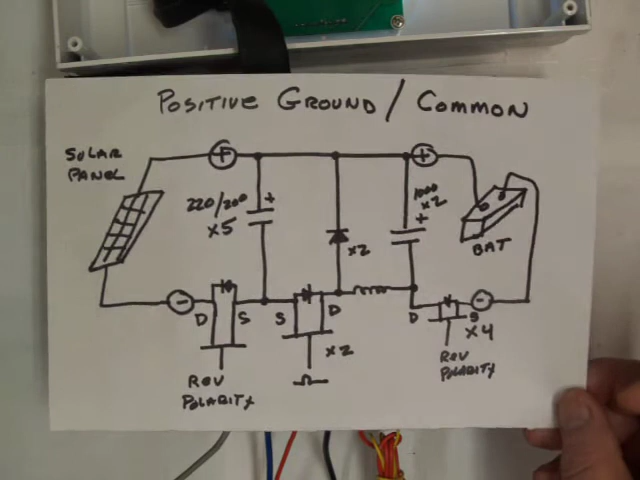 POSITIVE GROUND / COMMON
SOLAR
PANEL
+
+
220/200
x5
+
1000
x2
+
x2
BAT
-
D
S
S
D
D
S
-
x2
x4
REV
POLARITY
REV
POLARITY